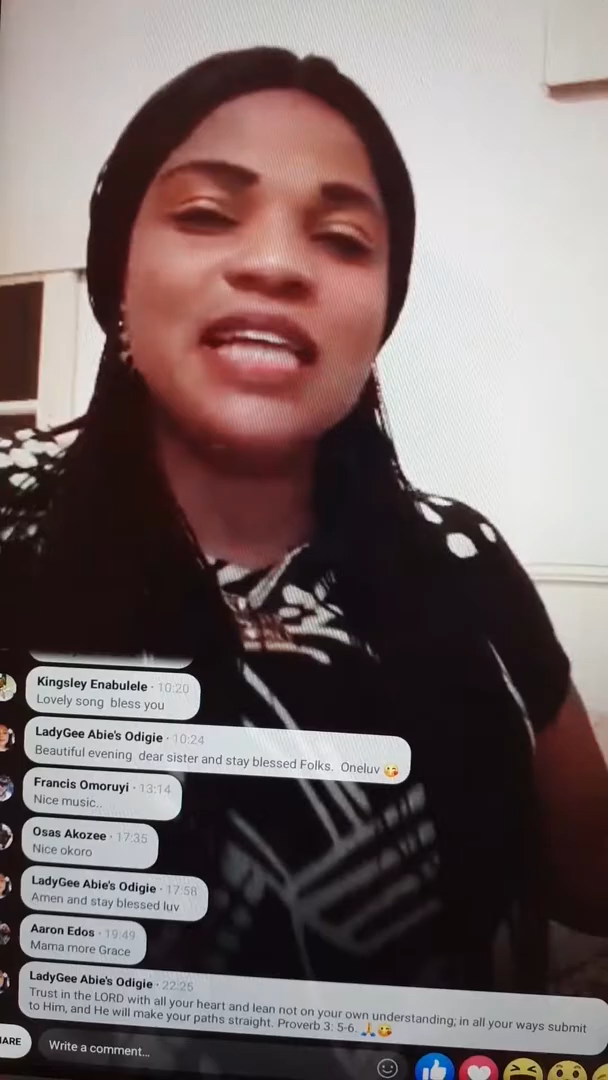 Kingsley Enabulele · 10:20
Lovely song bless you
LadyGee Abie's Odigie · 10:24
Beautiful evening dear sister and stay blessed Folks. Oneluv 😘
Francis Omoruyi · 13:14
Nice music..
Osas Akozee · 17:35
Nice okoro
LadyGee Abie's Odigie · 17:58
Amen and stay blessed luv
Aaron Edos · 19:49
Mama more Grace
LadyGee Abie's Odigie · 22:25
Trust in the LORD with all your heart and lean not on your own understanding; in all your ways submit
to Him, and He will make your paths straight. Proverb 3: 5-6. 🙏😘
ARE
Write a comment...